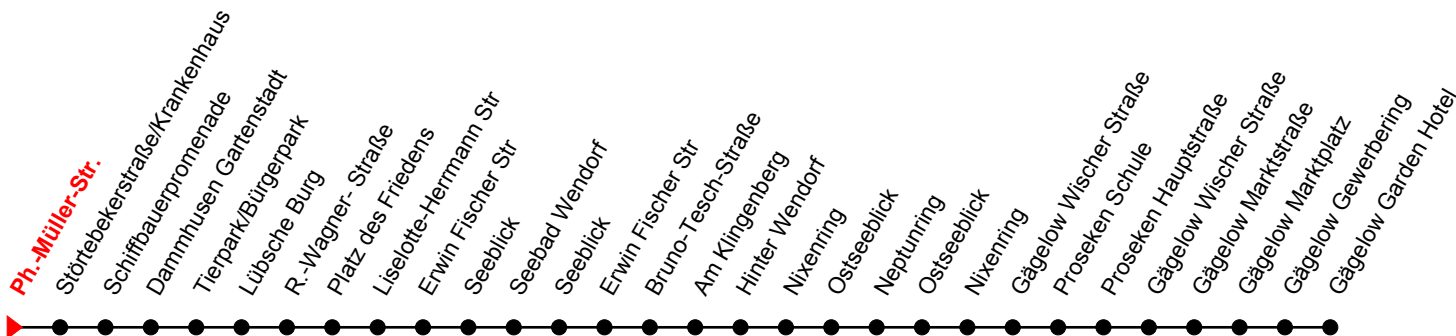 Ph.-Müller-Str.
Störtebekerstraße/Krankenhaus
Schiffbauerpromenade
Dammhusen Gartenstadt
Tierpark/Bürgerpark
Lübsche Burg
R.-Wagner- Straße
Platz des Friedens
Liselotte-Herrmann Str
Erwin Fischer Str
Seeblick
Seebad Wendorf
Seeblick
Erwin Fischer Str
Bruno- Tesch-Straße
Am Klingenberg
Hinter Wendorf
Nixenring
Ostseeblick
Neptunring
Ostseeblick
Nixenring
Gägelow Wischer Straße
Proseken Schule
Proseken Hauptstraße
Gägelow Wischer Straße
Gägelow Marktstraße
Gägelow Marktplatz
Gägelow Gewerbering
Gägelow Garden Hotel